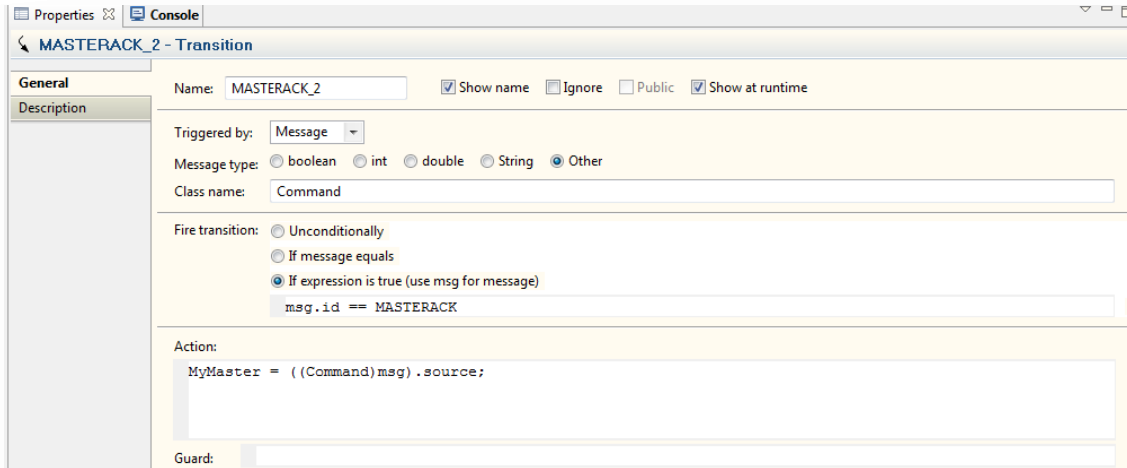 Properties Console
MASTERACK_2 - Transition
General
Description
Name: MASTERACK_2 Show name Ignore Public Show at runtime
Triggered by: Message
Message type: boolean int double String Other
Class name: Command
Fire transition: Unconditionally
If message equals
If expression is true (use msg for message)
msg.id == MASTERACK
Action:
MyMaster = ((Command)msg).source;
Guard: